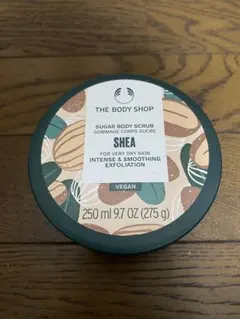 THE BODY SHOP
SUGAR BODY SCRUB
GOMMAGE CORPS SUCRE
SHEA
FOR VERY DRY SKIN
INTENSE & SMOOTHING
EXFOLIATION
VEGAN
250 ml 9.7 OZ (275 g)